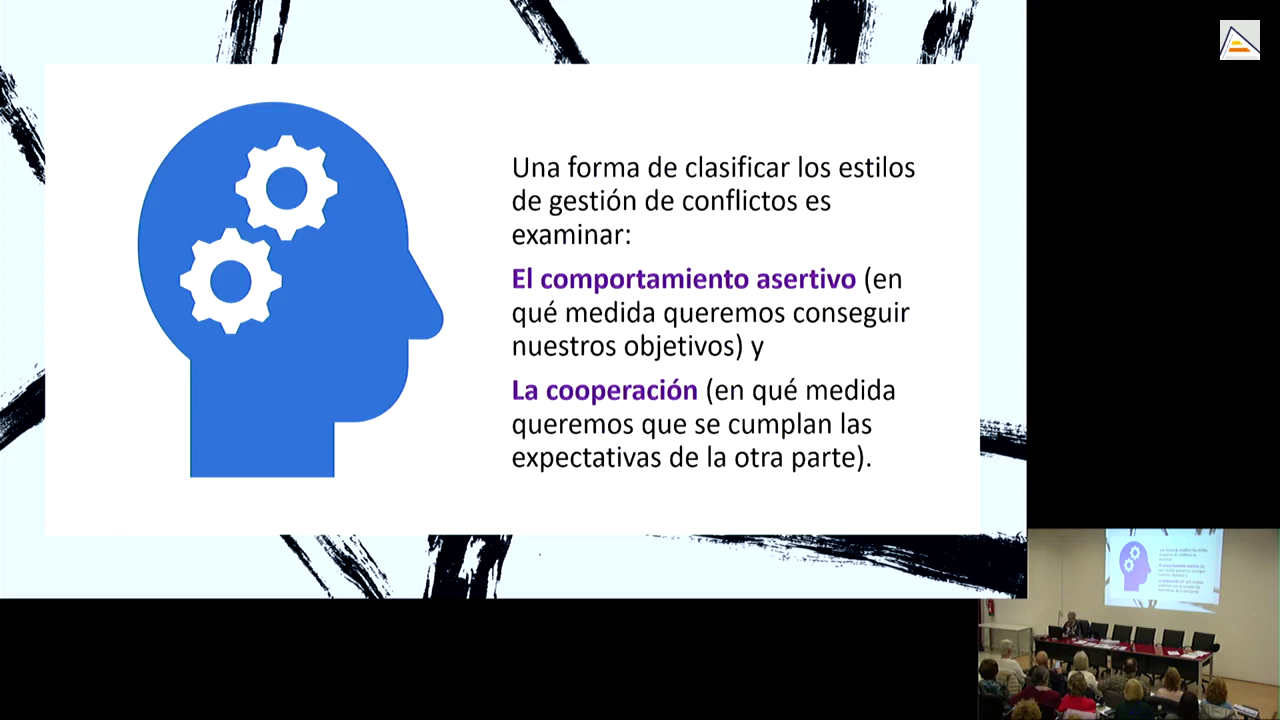 Una forma de clasificar los estilos
de gestión de conflictos es
examinar:
El comportamiento asertivo (en
qué medida queremos conseguir
nuestros objetivos) y
La cooperación (en qué medida
queremos que se cumplan las
expectativas de la otra parte).